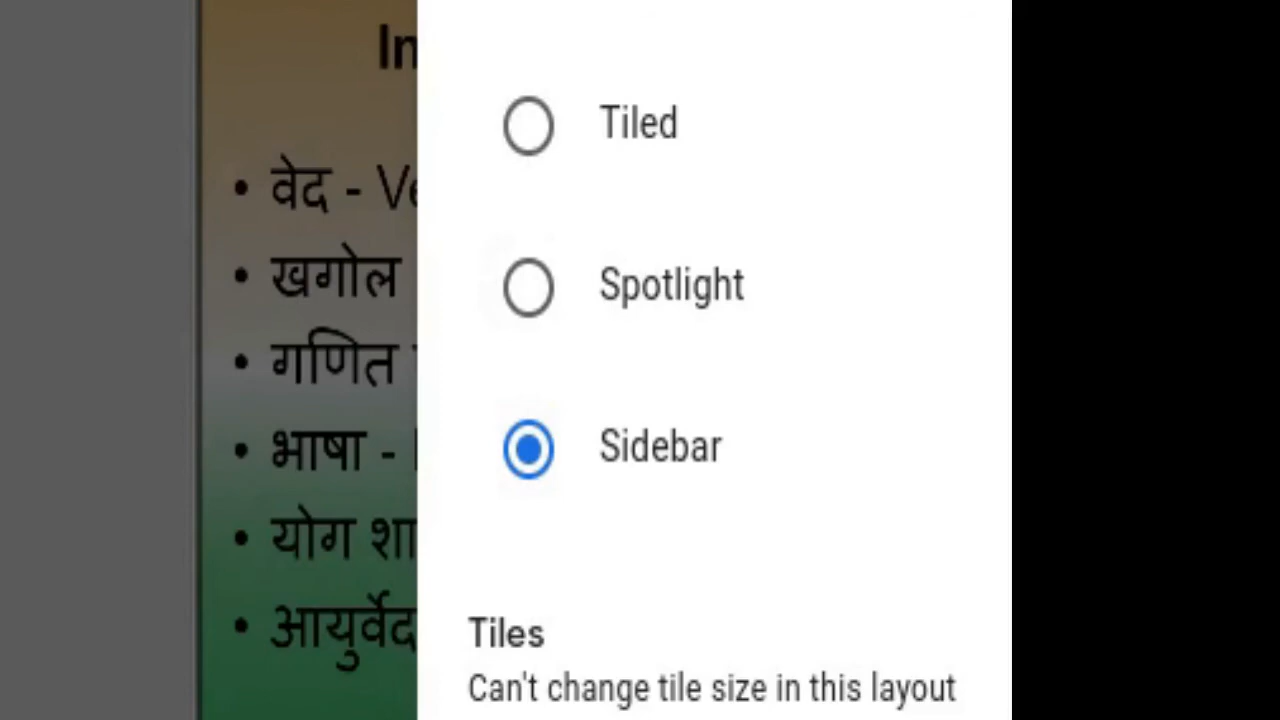 In
• वेद - Ve
• खगोल
• गणित
• भाषा -
• योग शा
• आयुर्वेद
Tiled
Spotlight
Sidebar
Tiles
Can't change tile size in this layout